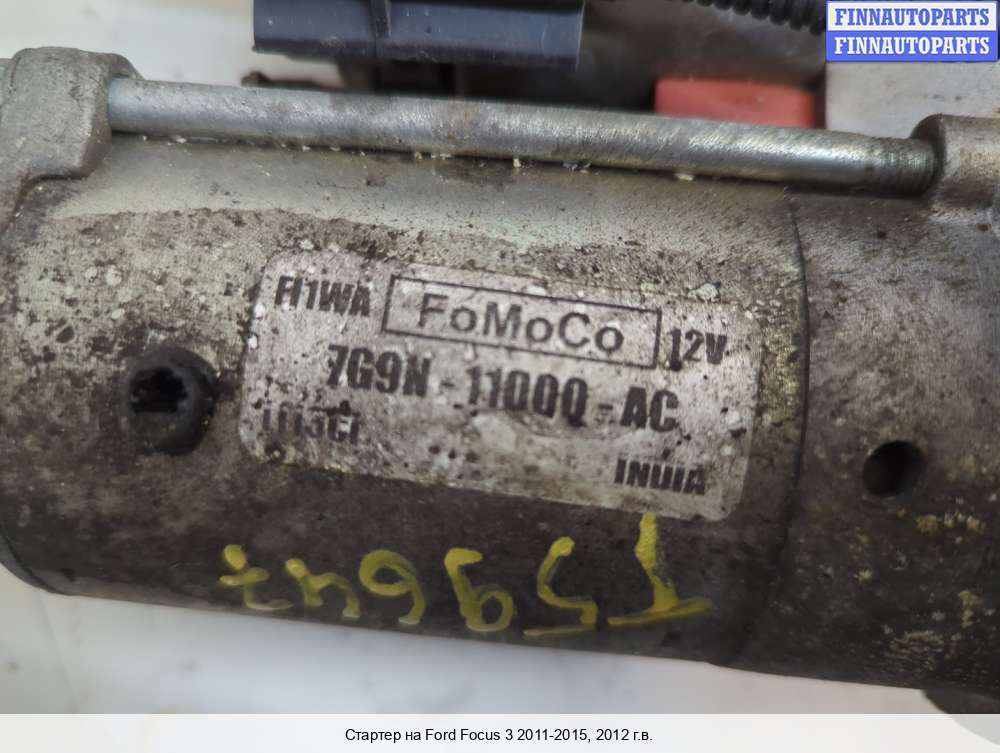 FINNAUTOPARTS
FINNAUTOPARTS
FoMoCo
12V
7G9N-11000-AC
INDIA
Стартер на Ford Focus 3 2011-2015, 2012 г.в.